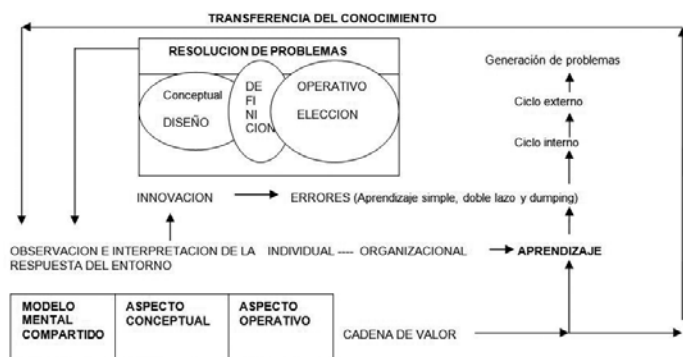 TRANSFERENCIA DEL CONOCIMIENTO
RESOLUCION DE PROBLEMAS
Conceptual
DISEÑO
DE
FI
NI
CION
OPERATIVO
ELECCION
Generación de problemas
Ciclo externo
Ciclo interno
INNOVACION
ERRORES (Aprendizaje simple, doble lazo y dumping)
OBSERVACION E INTERPRETACION DE LA
RESPUESTA DEL ENTORNO
INDIVIDUAL ---- ORGANIZACIONAL
APRENDIZAJE
MODELO
MENTAL
COMPARTIDO
ASPECTO
CONCEPTUAL
ASPECTO
OPERATIVO
CADENA DE VALOR